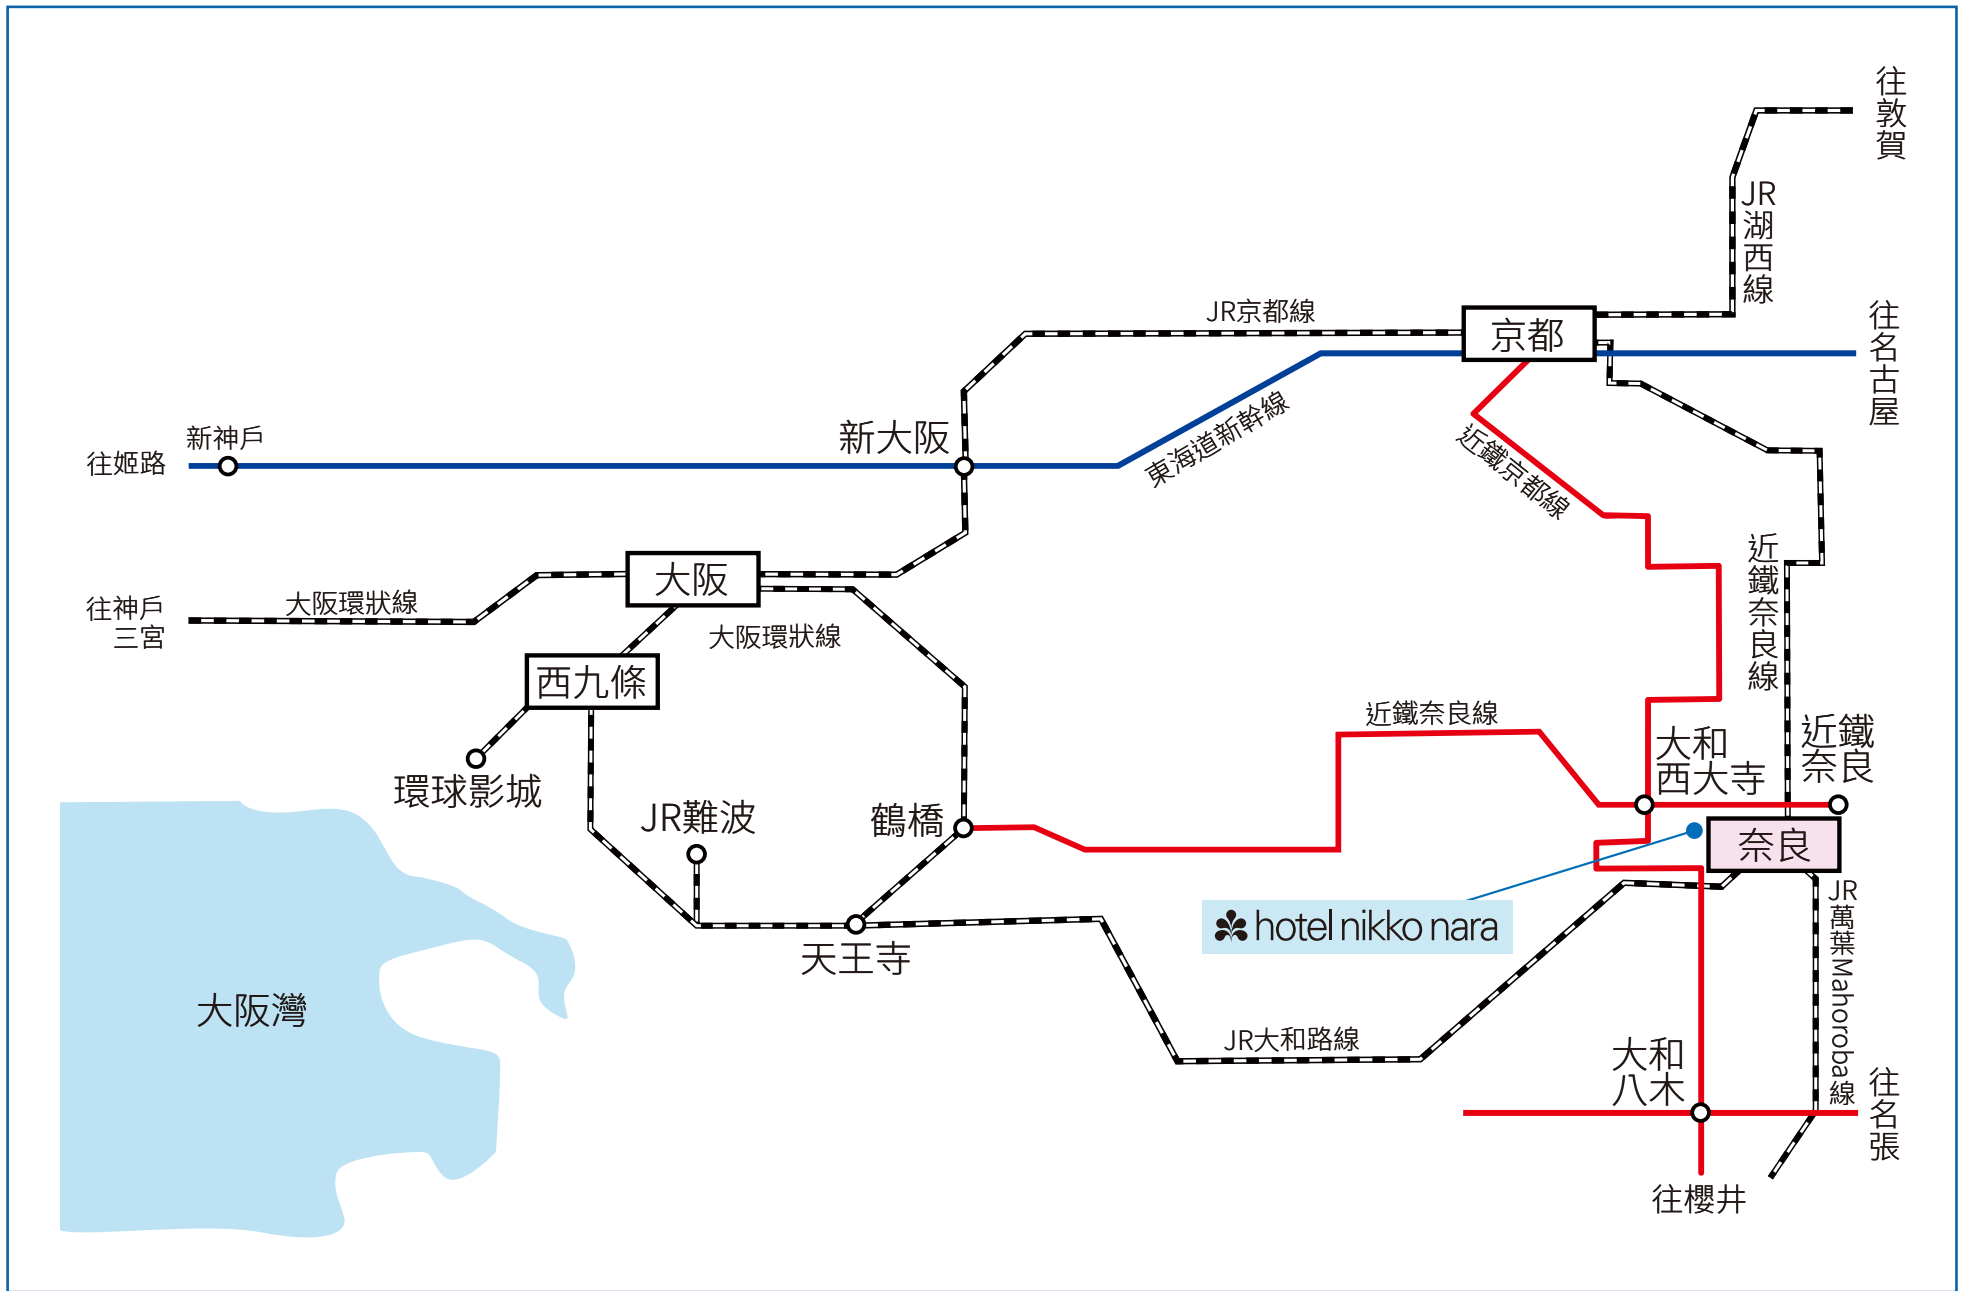 往敦賀
JR湖西線
往名古屋
JR京都線
京都
新大阪
東海道新幹線
近鐵京都線
新神戶
往姬路
大阪
大阪環狀線
往神戶
三宮
大阪環狀線
西九條
近鐵奈良線
近鐵奈良線
大和
西大寺
近鐵
奈良
環球影城
JR難波
鶴橋
奈良
hotel nikko nara
天王寺
大阪灣
JR大和路線
JR萬葉Mahoroba線
大和
八木
往名張
往櫻井